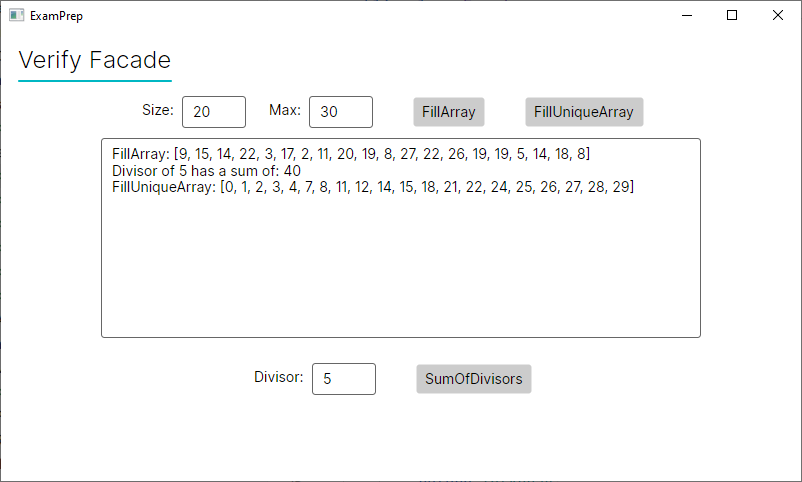 ExamPrep
Verify Facade
Size: 20 Max: 30 FillArray FillUniqueArray
FillArray: [9, 15, 14, 22, 3, 17, 2, 11, 20, 19, 8, 27, 22, 26, 19, 19, 5, 14, 18, 8]
Divisor of 5 has a sum of: 40
FillUniqueArray: [0, 1, 2, 3, 4, 7, 8, 11, 12, 14, 15, 18, 21, 22, 24, 25, 26, 27, 28, 29]
Divisor: 5 SumOfDivisors